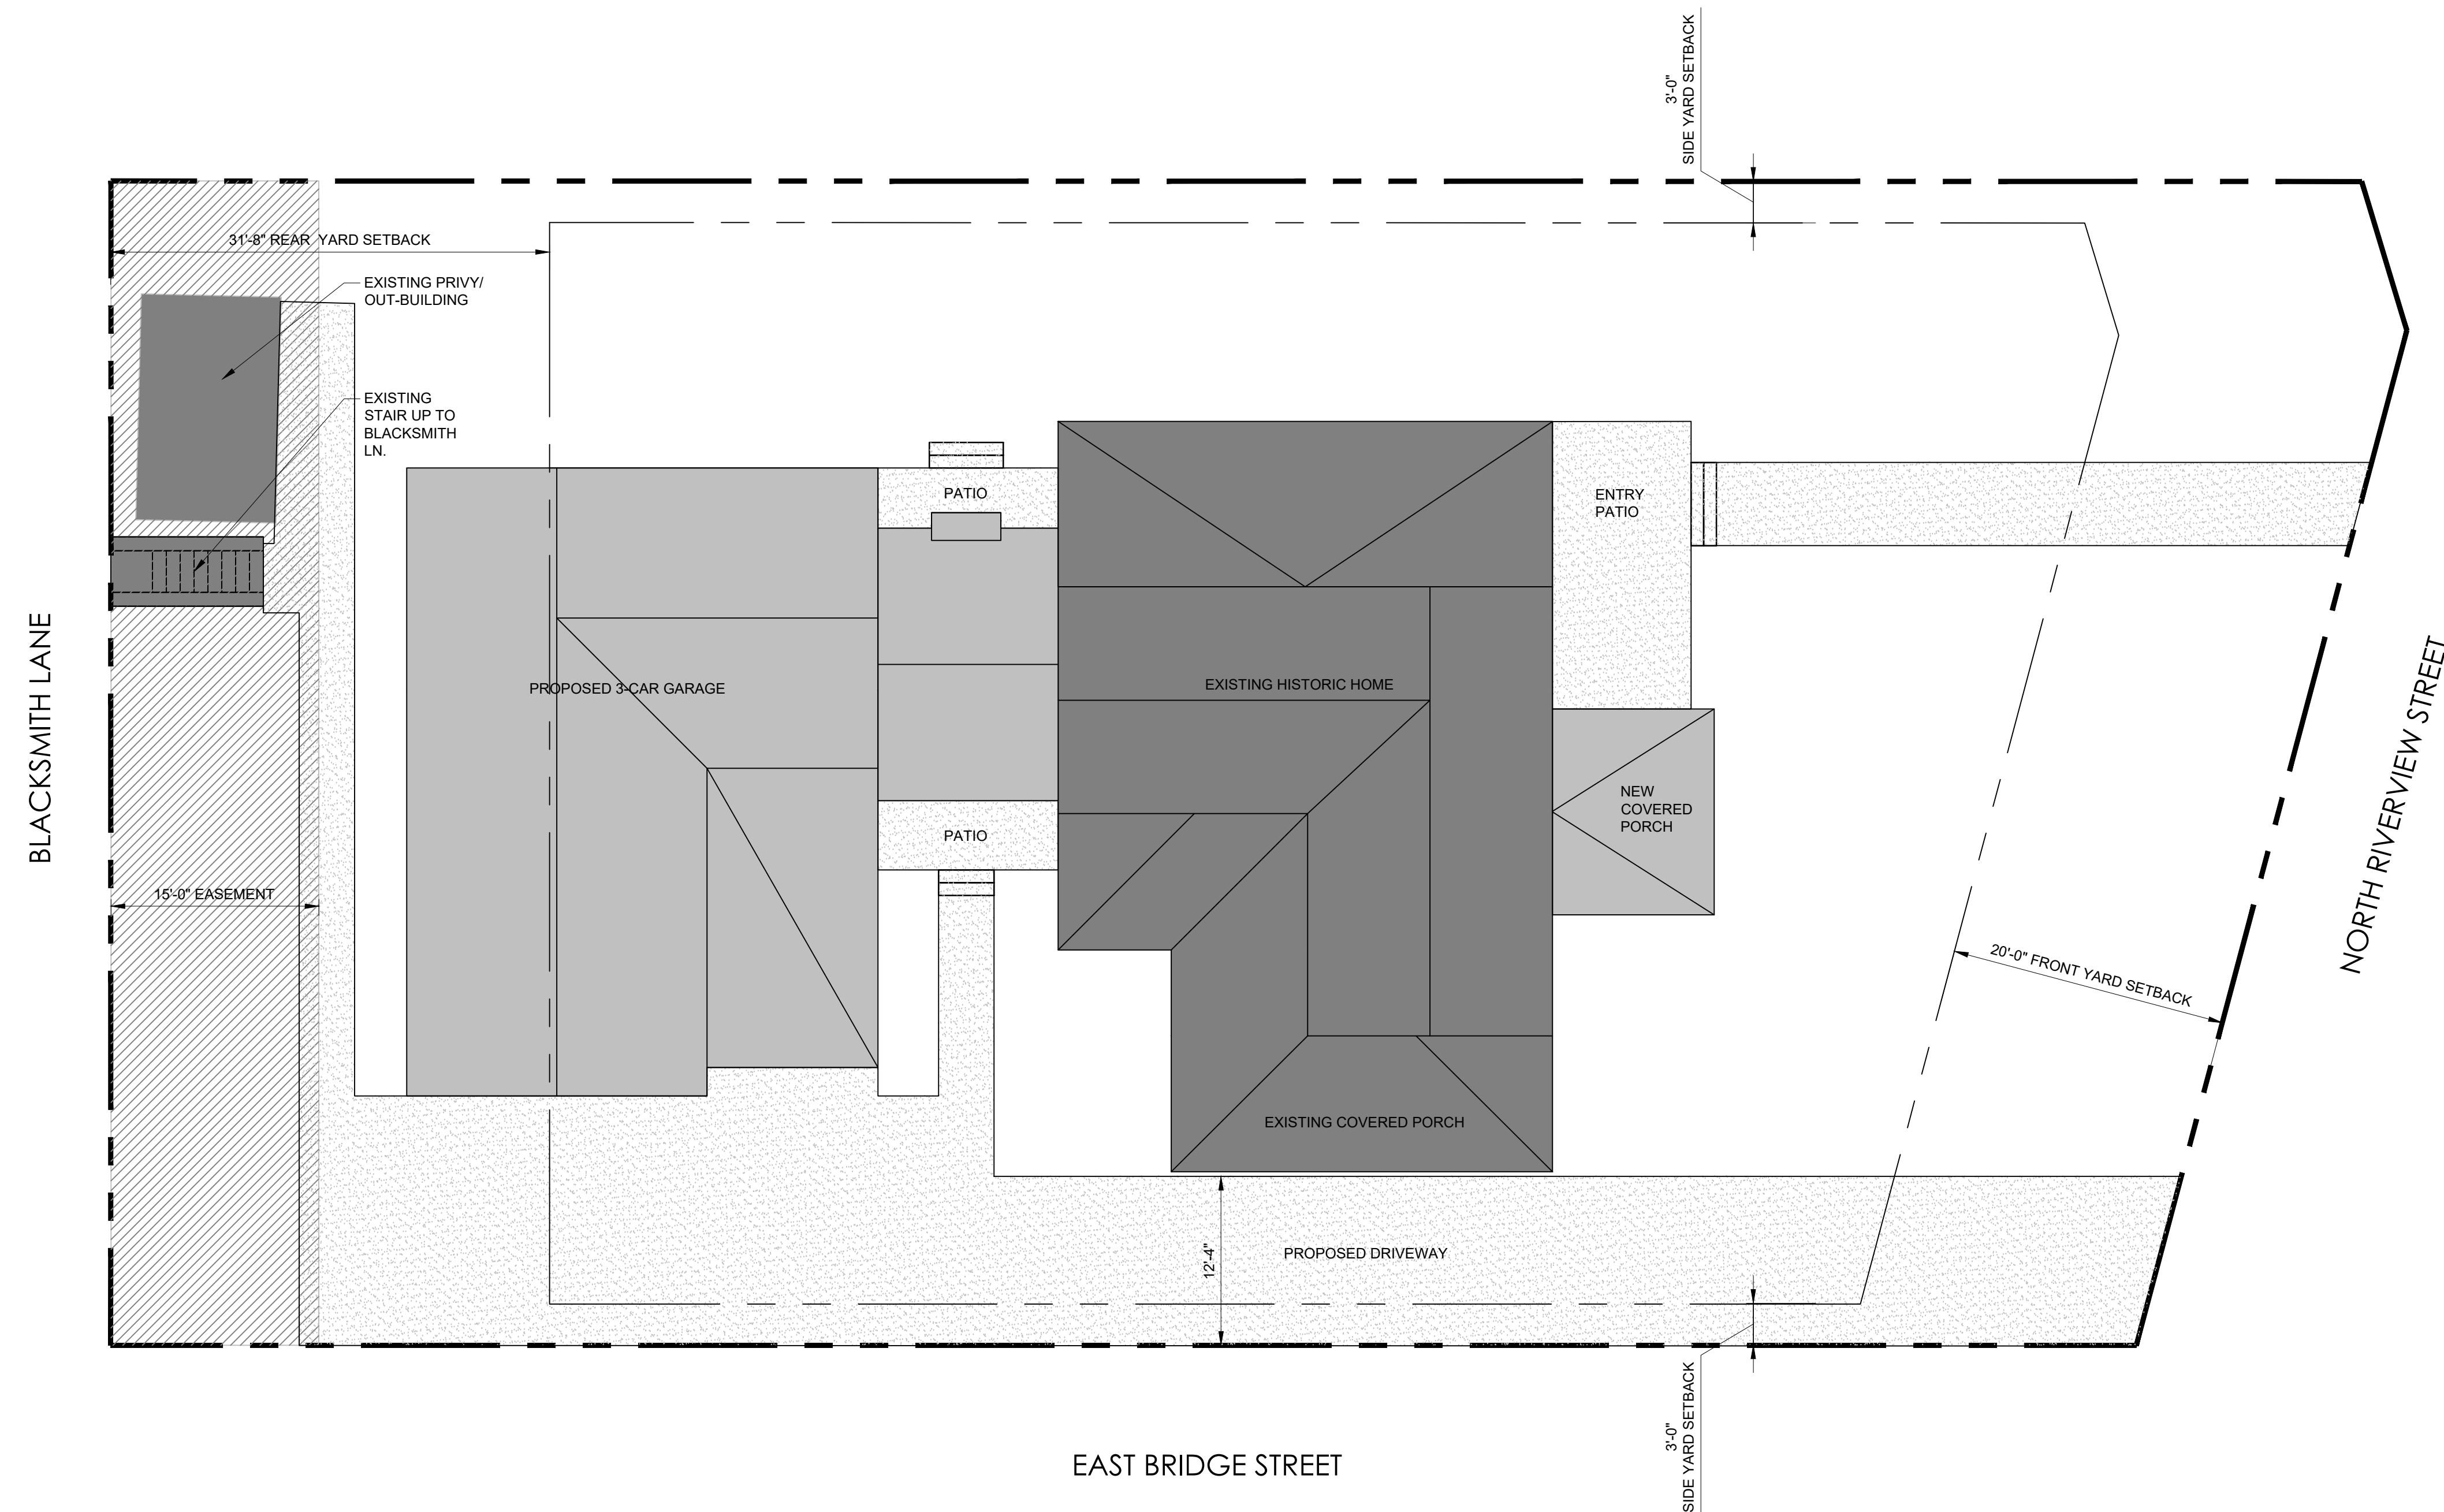 3'-0"
SIDE YARD SETBACK
31'-8" REAR YARD SETBACK
EXISTING PRIVY/
OUT-BUILDING
EXISTING
STAIR UP TO
BLACKSMITH
LN.
PATIO
ENTRY
PATIO
BLACKSMITH LANE
PROPOSED 3-CAR GARAGE
EXISTING HISTORIC HOME
NORTH RIVERVIEW STREET
NEW
COVERED
PORCH
PATIO
15'-0" EASEMENT
20'-0" FRONT YARD SETBACK
EXISTING COVERED PORCH
12'-4"
PROPOSED DRIVEWAY
3'-0"
SIDE YARD SETBACK
EAST BRIDGE STREET